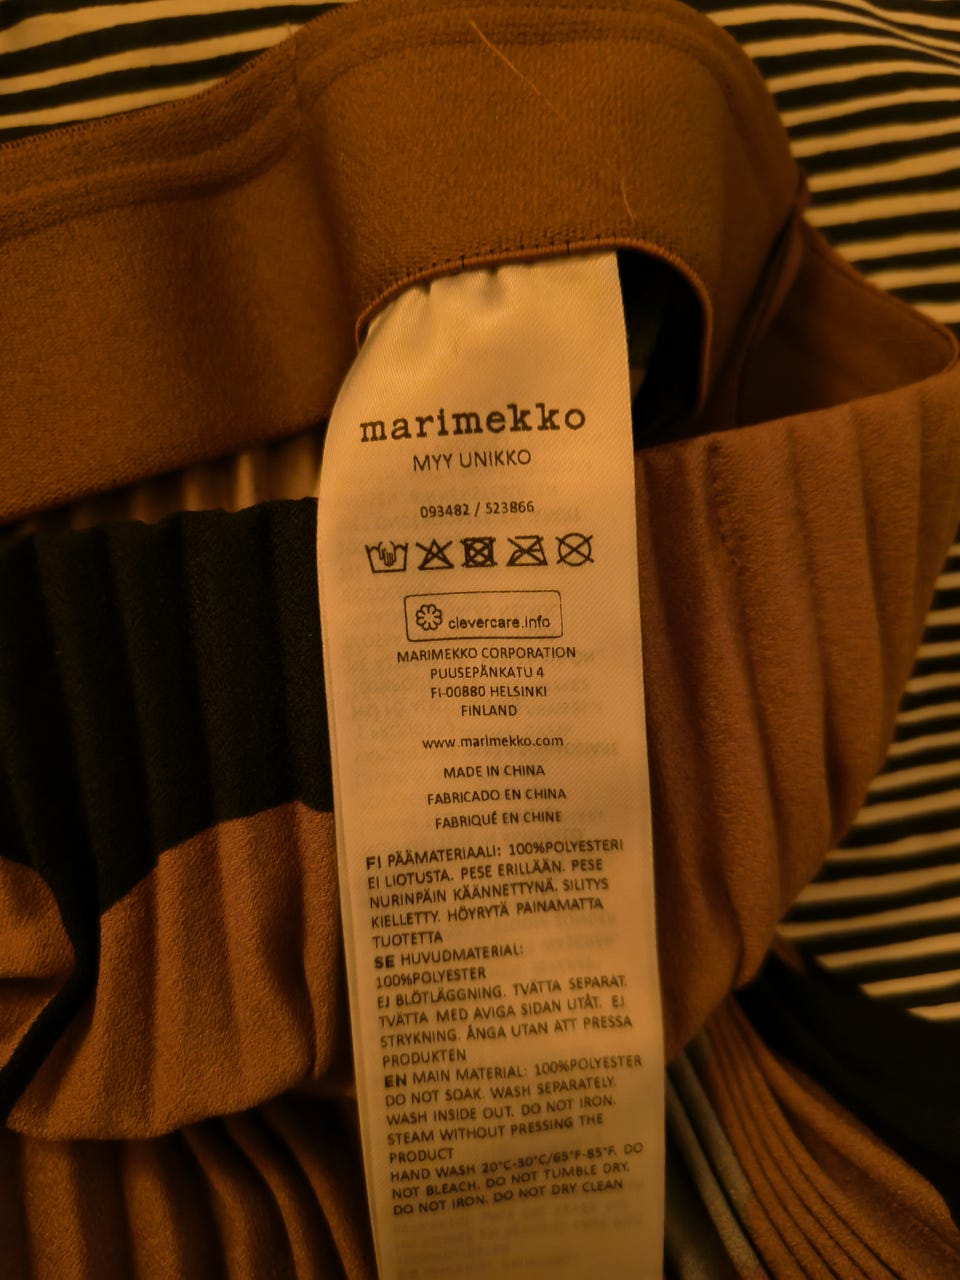 marimekko
MYY UNIKKO
093482 / 523866
clevercare.info
MARIMEKKO CORPORATION
PUUSEPÄNKATU 4
FI-00880 HELSINKI
FINLAND
www.marimekko.com
MADE IN CHINA
FABRICADO EN CHINA
FABRIQUÉ EN CHINE
FI PÄÄMATERIAALI: 100%POLYESTERI
EI LIOTUSTA. PESE ERILLÄÄN. PESE
NURINPÄIN KÄÄNNETTYNÄ. SILITYS
KIELLETTY. HÖYRYTÄ PAINAMATTA
TUOTETTA
SE HUVUDMATERIAL:
100%POLYESTER
EJ BLÖTLÄGGNING. TVÄTTA SEPARAT.
TVÄTTA MED AVIGA SIDAN UTÅT. EJ
STRYKNING. ÅNGA UTAN ATT PRESSA
PRODUKTEN
EN MAIN MATERIAL: 100%POLYESTER
DO NOT SOAK. WASH SEPARATELY.
WASH INSIDE OUT. DO NOT IRON.
STEAM WITHOUT PRESSING THE
PRODUCT
HAND WASH 20°C-30°C/65°F-85°F. DO
NOT BLEACH. DO NOT TUMBLE DRY.
DO NOT IRON. DO NOT DRY CLEAN